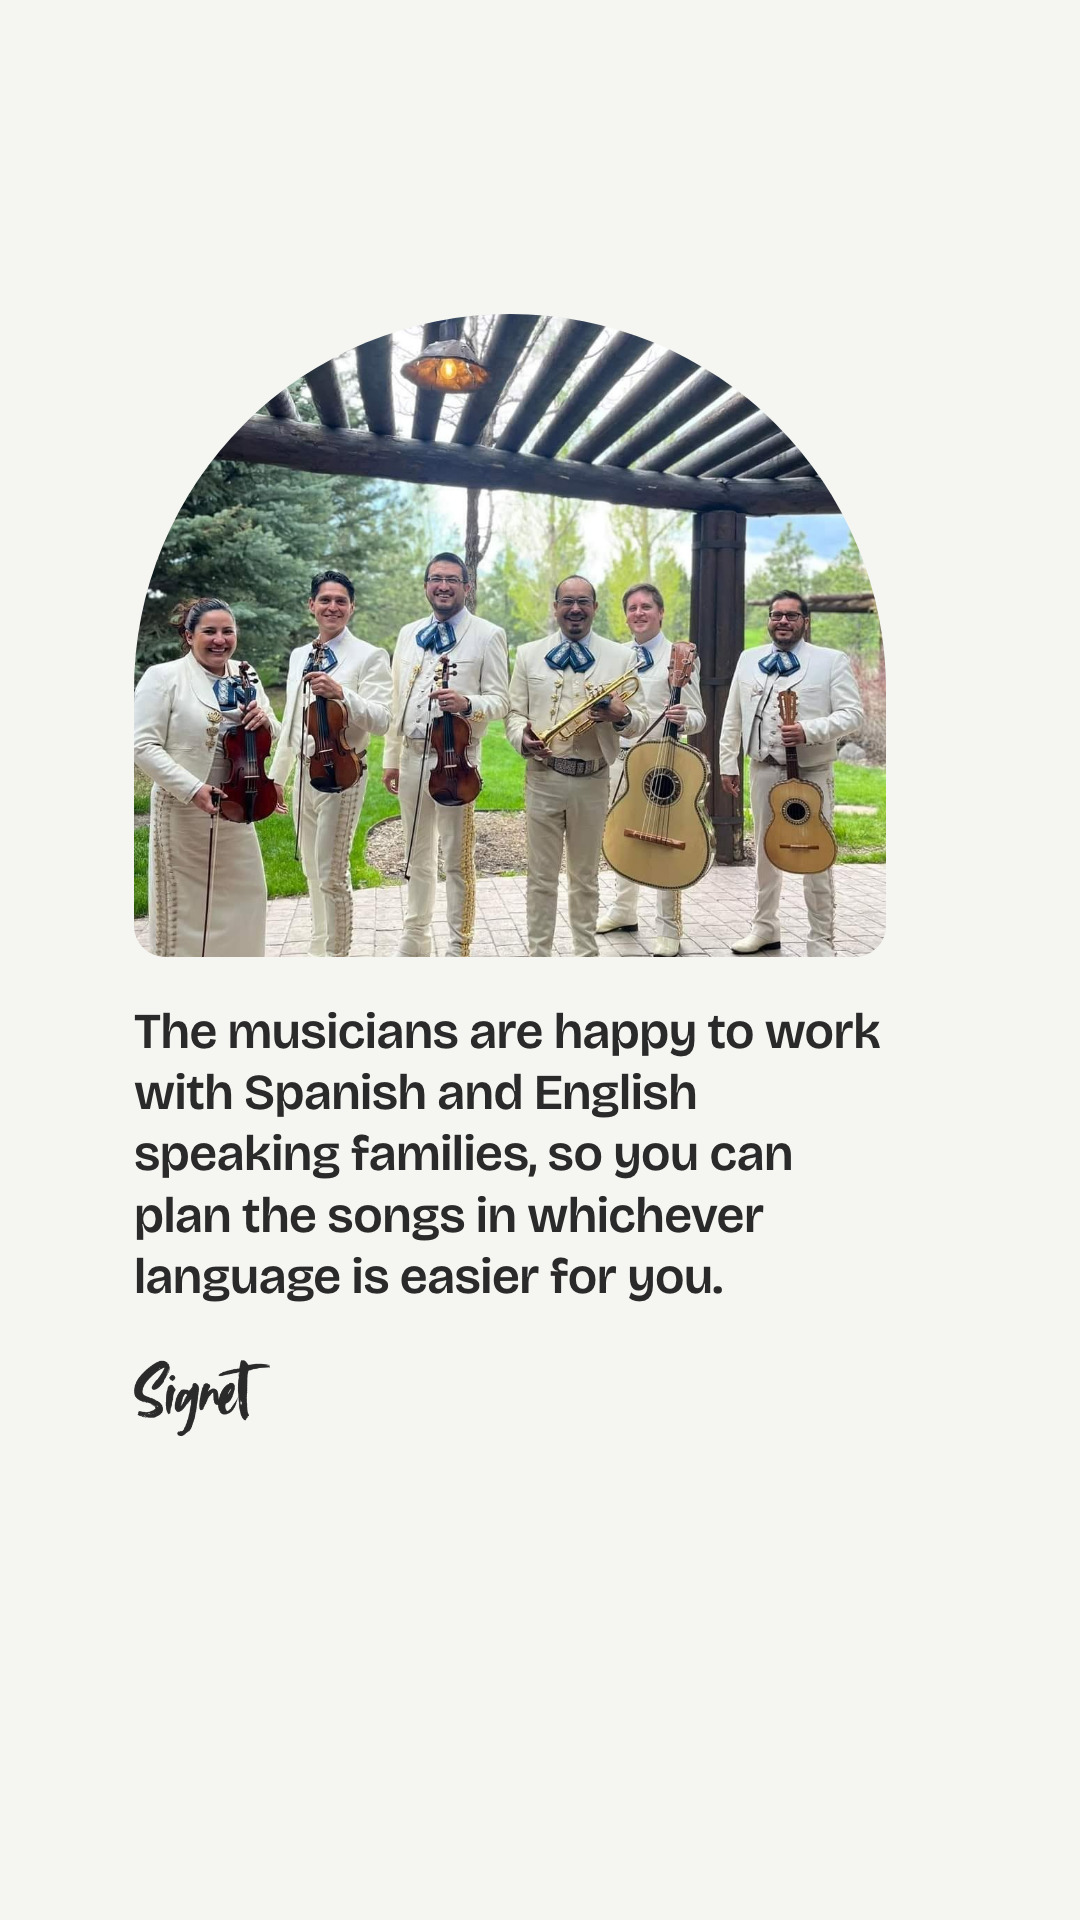 The musicians are happy to work
with Spanish and English
speaking families, so you can
plan the songs in whichever
language is easier for you.
Signet